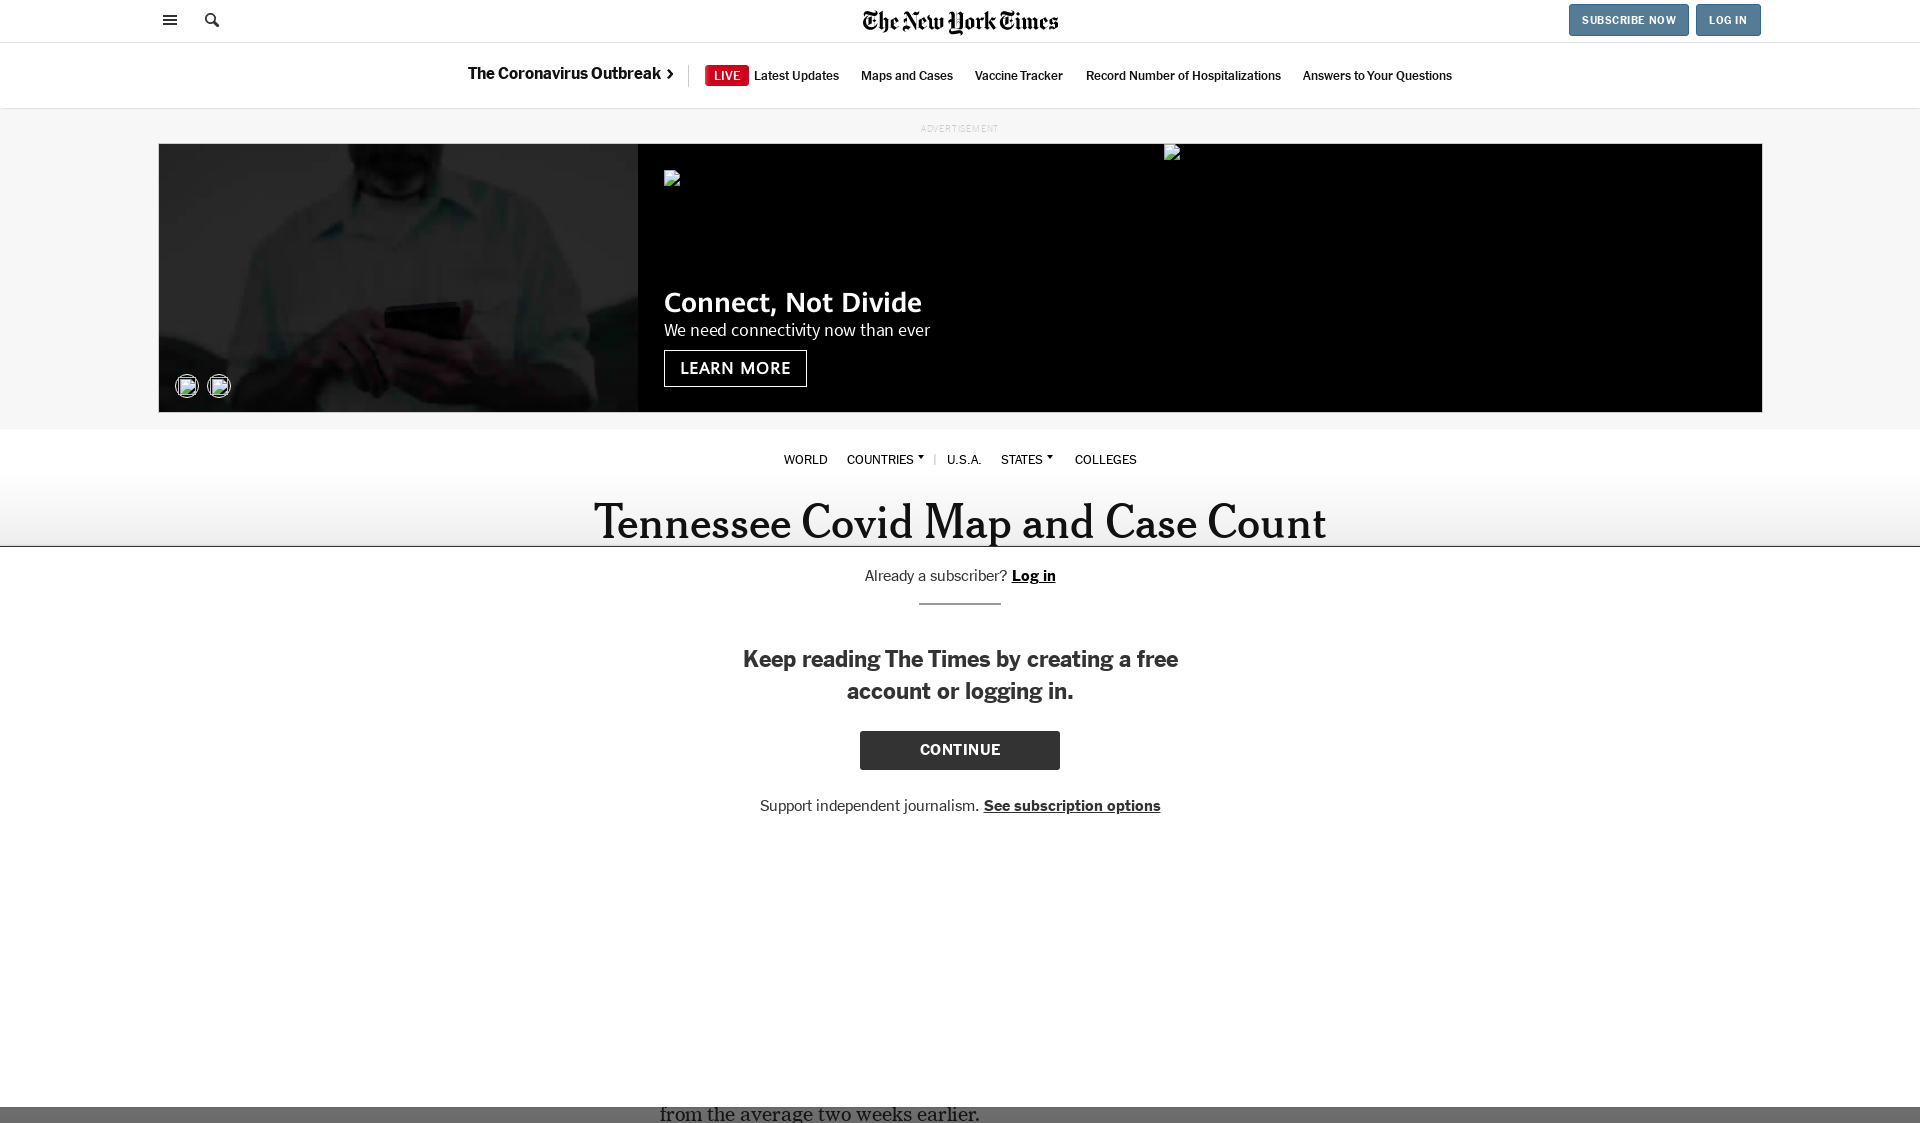 The New York Times
SUBSCRIBE NOW
LOG IN
The Coronavirus Outbreak
LIVE Latest Updates
Maps and Cases
Vaccine Tracker
Record Number of Hospitalizations
Answers to Your Questions
ADVERTISEMENT
Connect, Not Divide
We need connectivity now than ever
LEARN MORE
WORLD
COUNTRIES
U.S.A.
STATES
COLLEGES
Tennessee Covid Map and Case Count
Already a subscriber? Log in
Keep reading The Times by creating a free
account or logging in.
CONTINUE
Support independent journalism. See subscription options
from the average two weeks earlier.